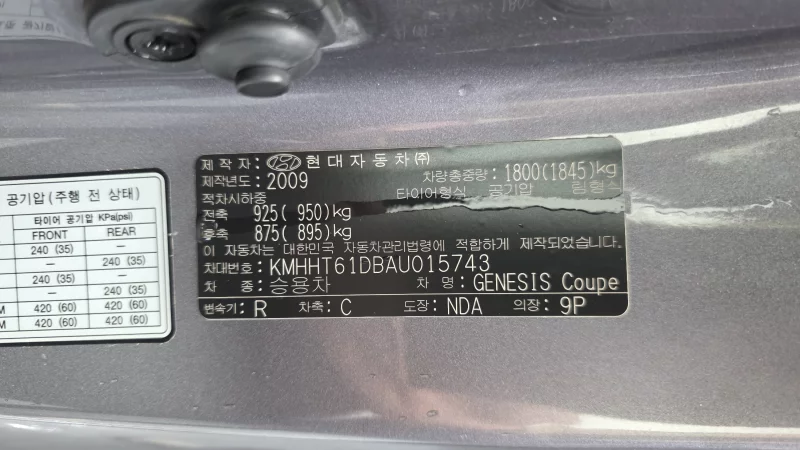 공기압 (주행 전 상태)
타이어 공기압 KPa(psi)
FRONT REAR
240 (35) —
— 240 (35)
240 (35) —
— 240 (35)
420 (60) 420 (60)
420 (60) 420 (60)
제 작 자 : 현대자동차(주)
제작년도 : 2009 차량총중량: 1800(1845)kg
적차시하중 타이어형식 공기압 림형식
전축 925( 950)kg
후축 875( 895)kg
이 자동차는 대한민국 자동차관리법령에 적합하게 제작되었습니다.
차대번호: KMHHT61DBAU015743
차 종: 승용차 차 명: GENESIS Coupe
변속기: R 차축: C 도장: NDA 의장: 9P